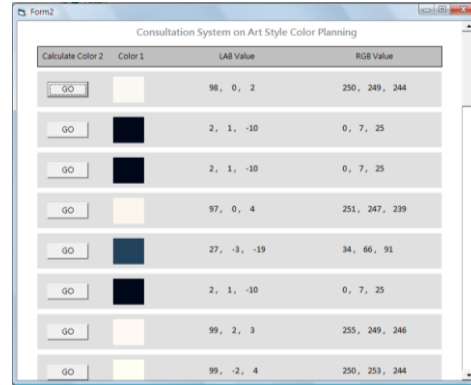 Form2
Consultation System on Art Style Color Planning
Calculate Color 2 Color 1 LAB Value RGB Value
GO 98, 0, 2 250, 249, 244
GO 2, 1, -10 0, 7, 25
GO 2, 1, -10 0, 7, 25
GO 97, 0, 4 251, 247, 239
GO 27, -3, -19 34, 66, 91
GO 2, 1, -10 0, 7, 25
GO 99, 2, 3 255, 249, 246
GO 99, -2, 4 250, 253, 244